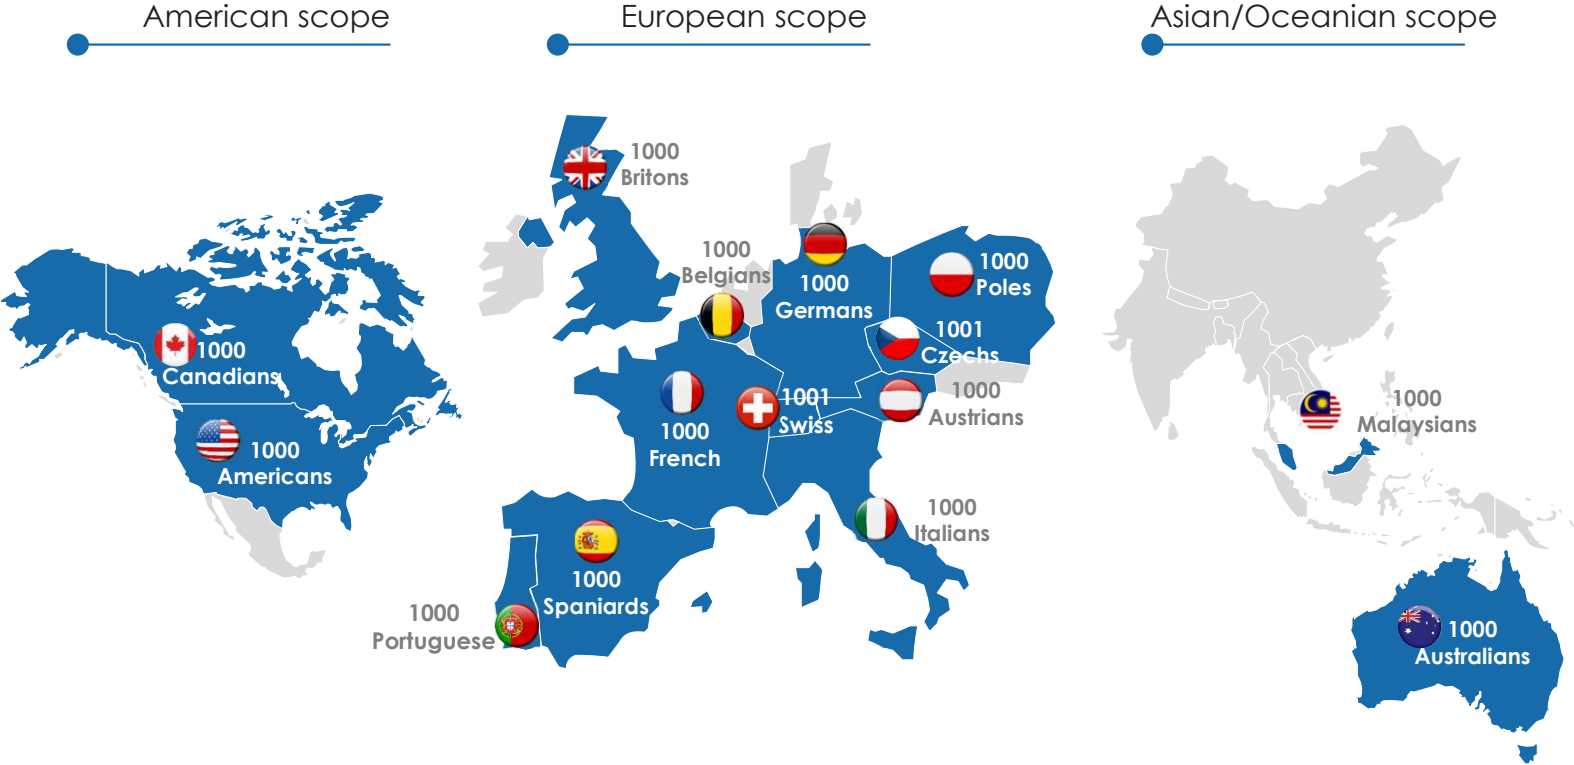 American scope
European scope
Asian/Oceanian scope
1000
Britons
1000
Belgians
1000
Germans
1000
Poles
1001
Czechs
1000
Canadians
1000
Americans
1000
French
1001
Swiss
1000
Austrians
1000
Malaysians
1000
Italians
1000
Spaniards
1000
Portuguese
1000
Australians